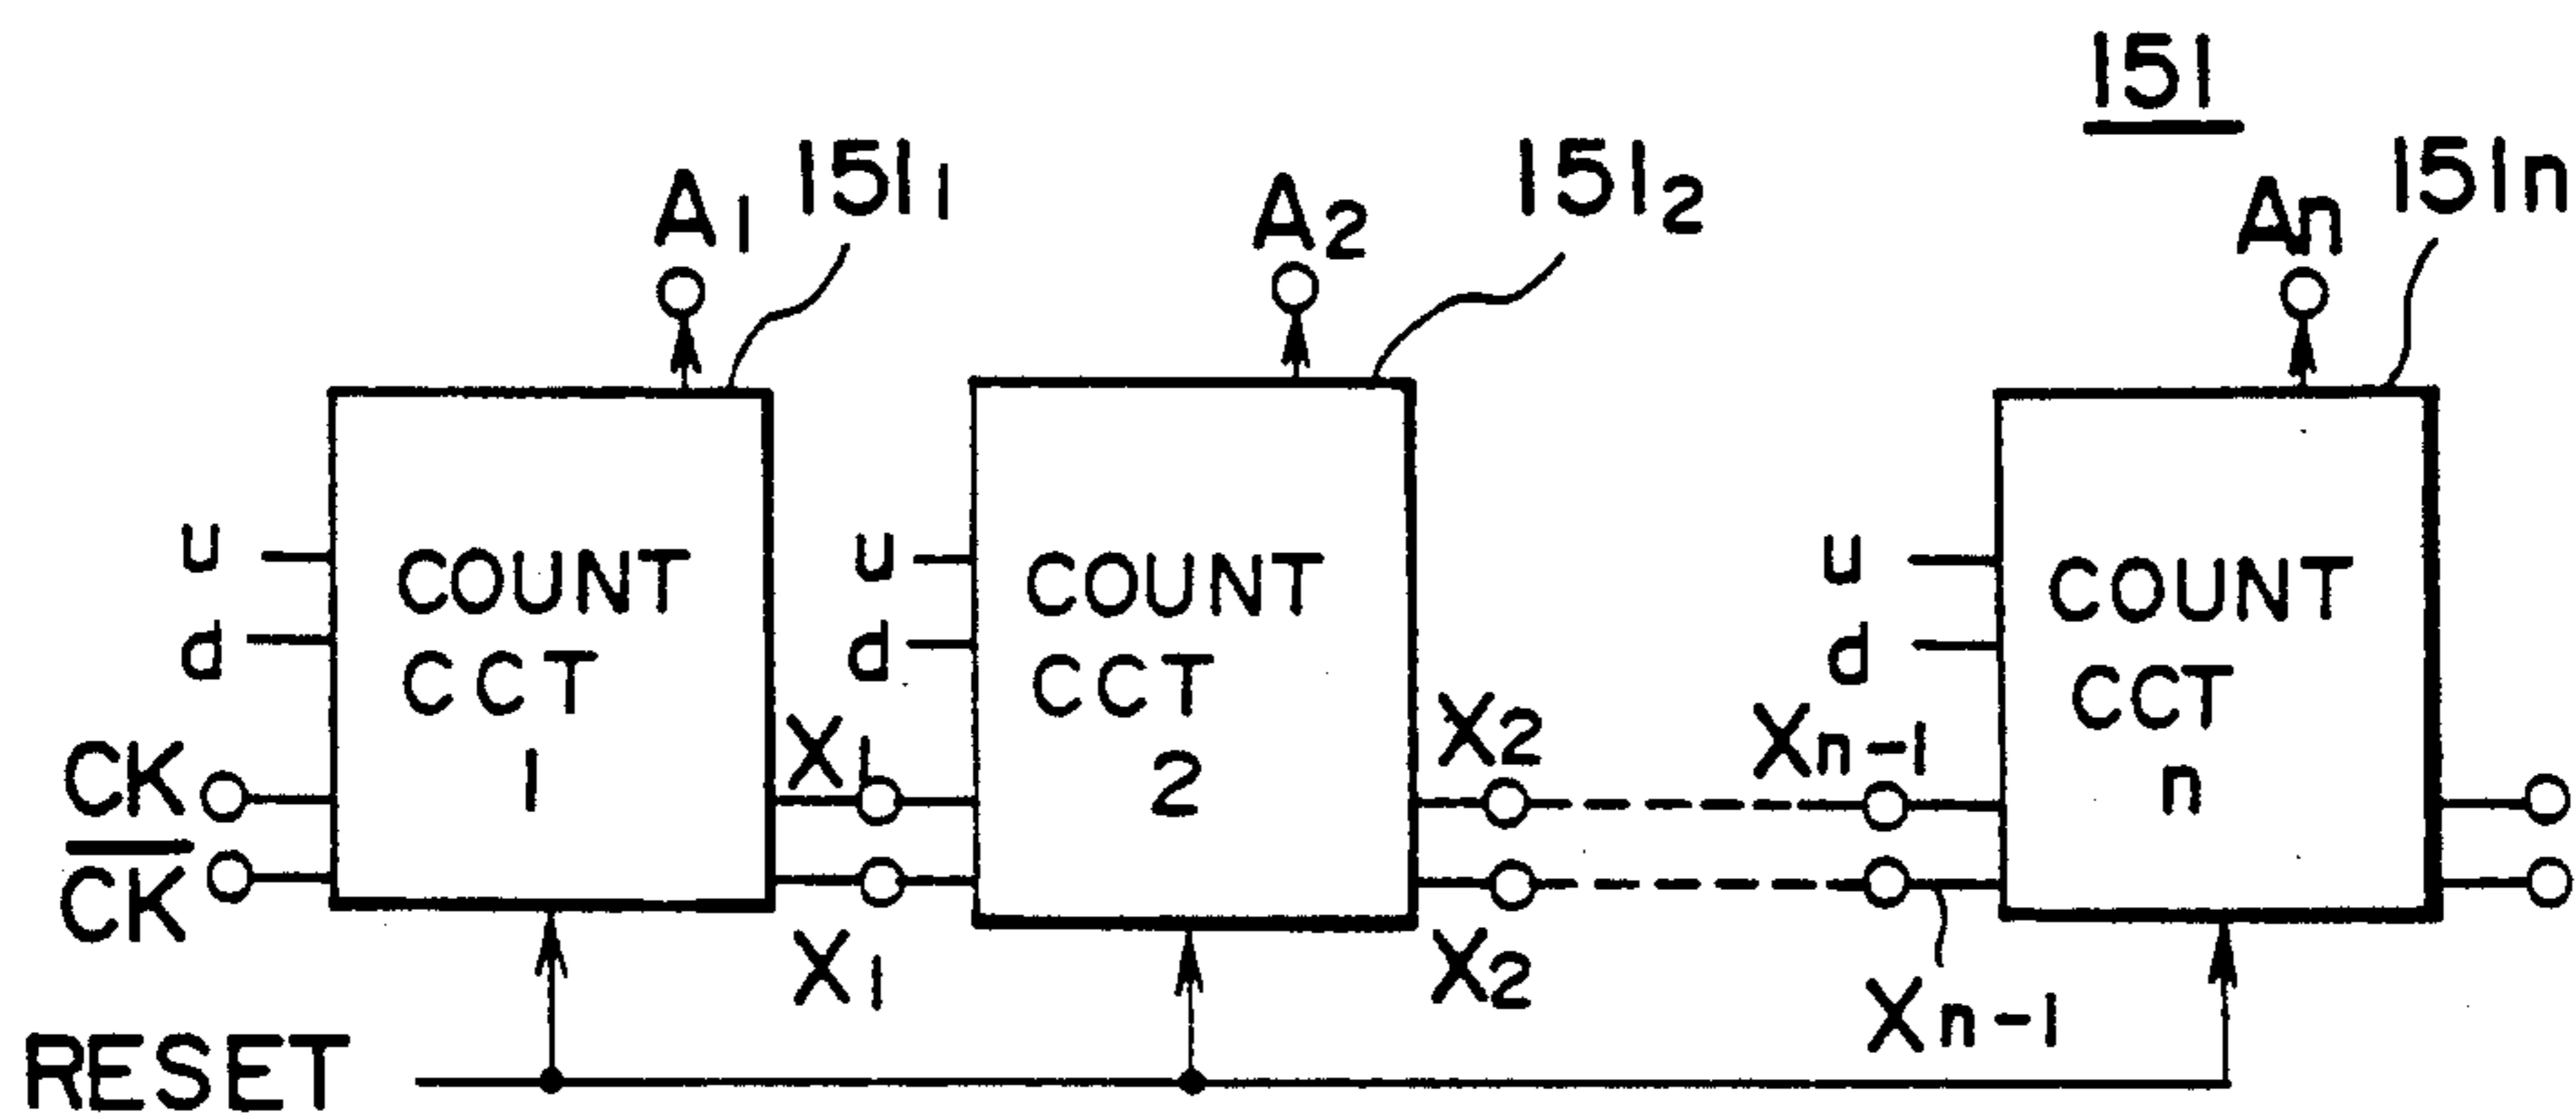 151
A₁ 151₁ A₂ 151₂ An 151n
u COUNT u COUNT u COUNT
d CCT d CCT d CCT
1 2 n
CK X₁ X₂ Xn-1
C̅K̅ X₁ X₂ Xn-1
RESET